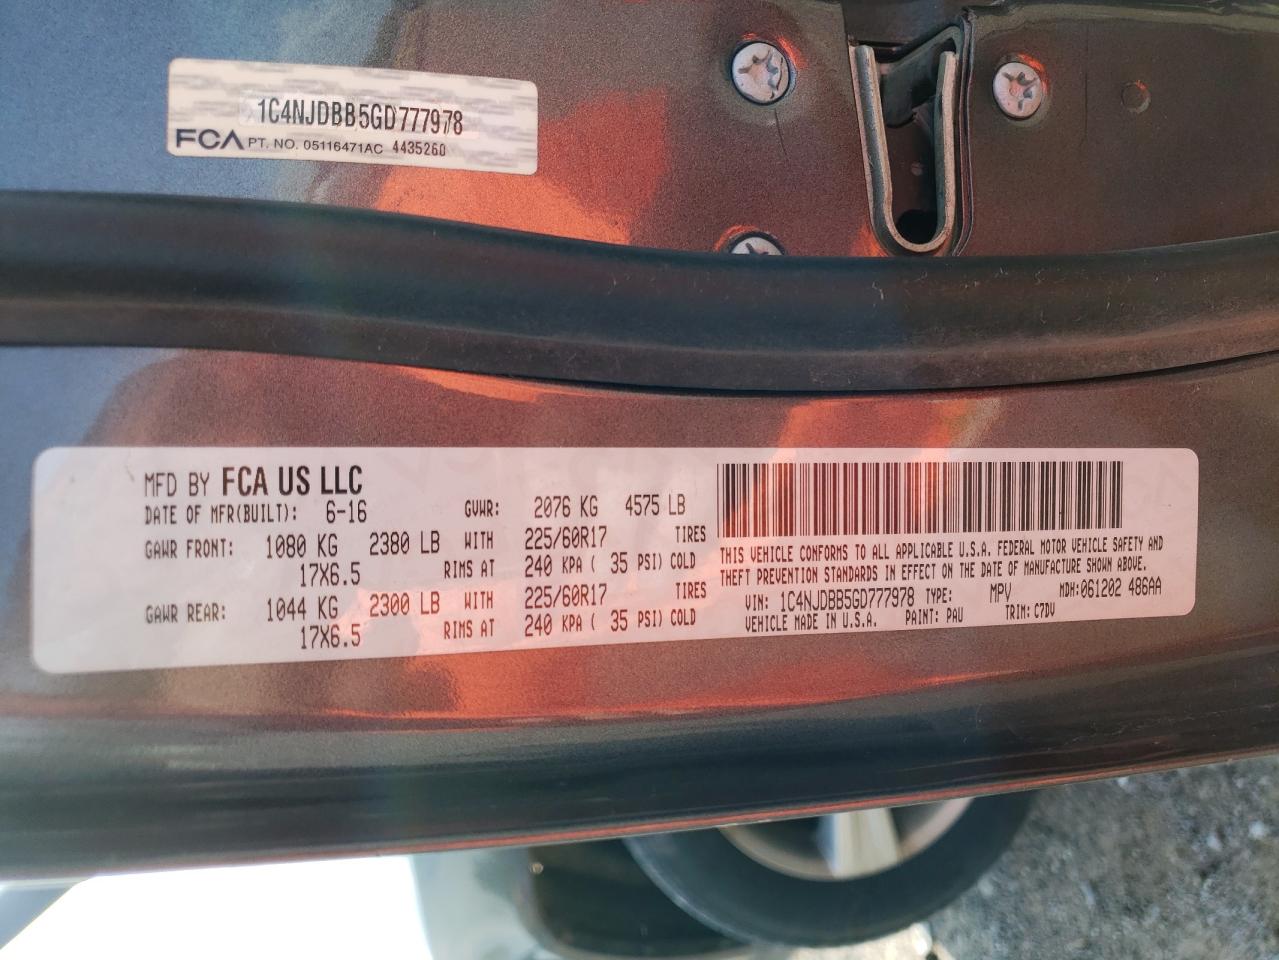 1C4NJDBB5GD777978
FCA PT. NO. 05116471AC 4435260
MFD BY FCA US LLC
DATE OF MFR(BUILT): 6-16 GVWR: 2076 KG 4575 LB
GAWR FRONT: 1080 KG 2380 LB WITH 225/60R17 TIRES
17X6.5 RIMS AT 240 KPA ( 35 PSI) COLD
GAWR REAR: 1044 KG 2300 LB WITH 225/60R17 TIRES
17X6.5 RIMS AT 240 KPA ( 35 PSI) COLD
THIS VEHICLE CONFORMS TO ALL APPLICABLE U.S.A. FEDERAL MOTOR VEHICLE SAFETY AND
THEFT PREVENTION STANDARDS IN EFFECT ON THE DATE OF MANUFACTURE SHOWN ABOVE.
VIN: 1C4NJDBB5GD777978 TYPE: MPV MDH: 061202 486AA
VEHICLE MADE IN U.S.A. PAINT: PAU TRIM: C7DV